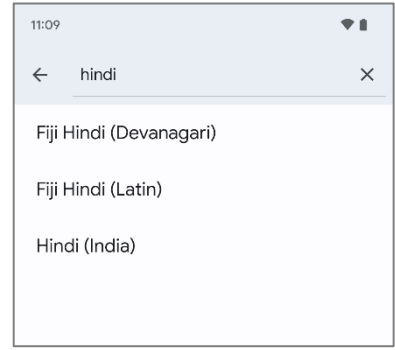 11:09
hindi
Fiji Hindi (Devanagari)
Fiji Hindi (Latin)
Hindi (India)